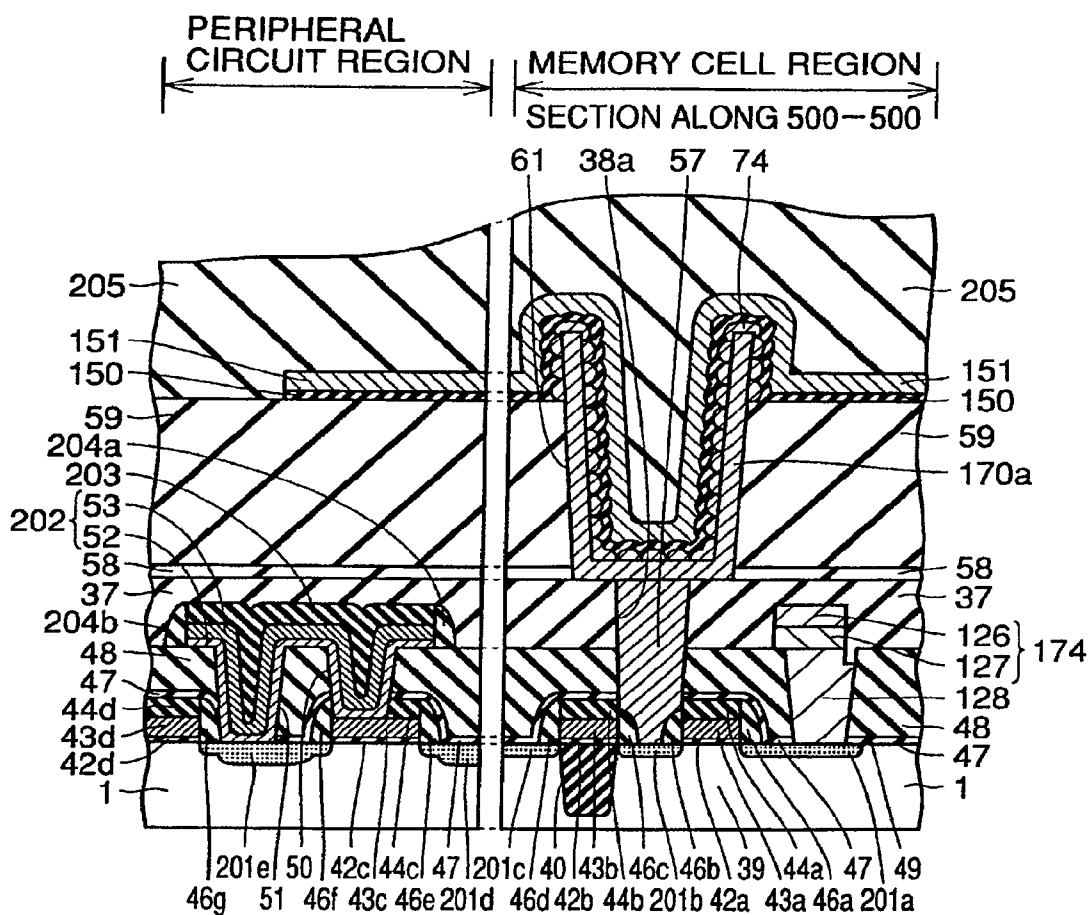 PERIPHERAL
CIRCUIT REGION
MEMORY CELL REGION
SECTION ALONG 500-500
61 38a 57 74
205
151
150
59
204a
203
202 { 53
52
58
37
204b
48
47
44d
43d
42d
1
205
151
150
59
170a
58
37
126
127 } 174
128
48
47
1
201e 50 42c 44c 47 201c 40 43b 46c 46b 39 44a 47 49
46g 51 46f 43c 46e 201d 46d 42b 44b 201b 42a 43a 46a 201a